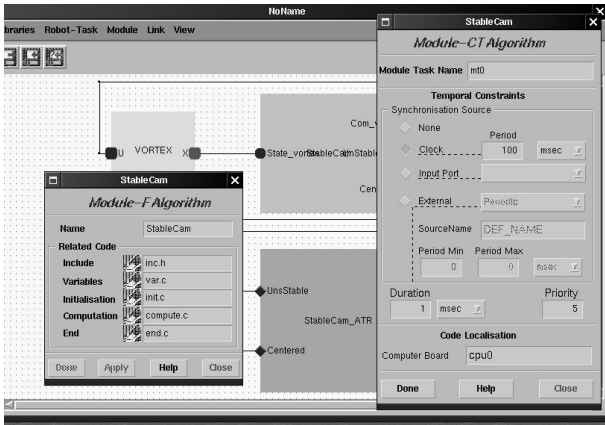 NoName
braries Robot-Task Module Link View
Com_v
U VORTEX X
Cen
UnsStable
StableCam_ATR
Centered
StableCam
Module-F Algorithm
Name StableCam
Related Code
Include inc.h
Variables var.c
Initialisation init.c
Computation compute.c
End end.c
Done Apply Help Close
StableCam
Module-CT Algorithm
Module Task Name mt0
Temporal Constraints
Synchronisation Source
None
Period
Clock 100 msec
Input Port
External Periodic
SourceName DEF_NAME
Period Min Period Max
0 0 msec
Duration Priority
1 msec 5
Code Localisation
Computer Board cpu0
Done Help Close